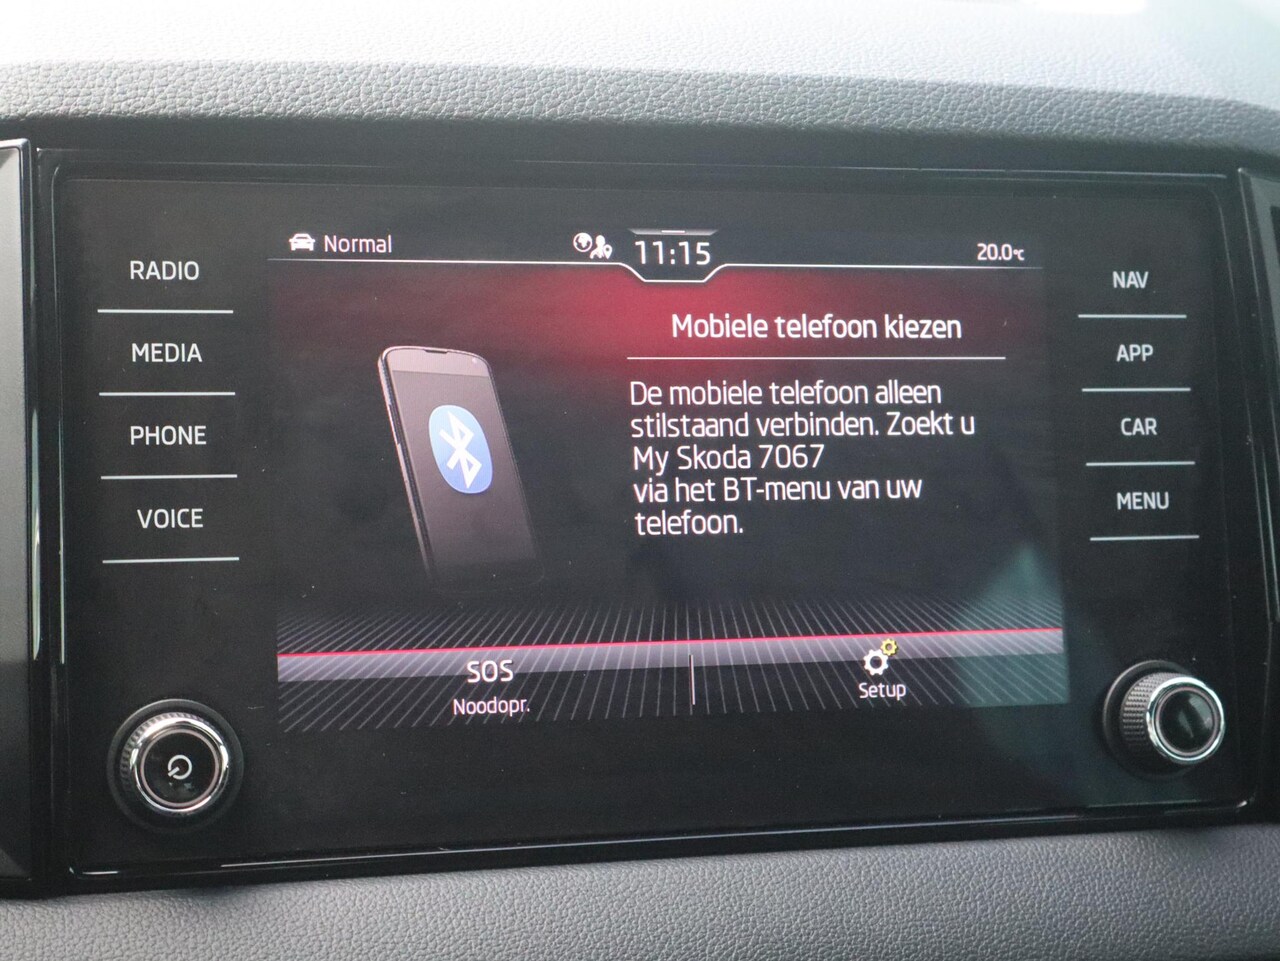 Normal
11:15
20.0°C
RADIO
MEDIA
PHONE
VOICE
Mobiele telefoon kiezen
De mobiele telefoon alleen
stilstaand verbinden. Zoekt u
My Skoda 7067
via het BT-menu van uw
telefoon.
NAV
APP
CAR
MENU
SOS
Noodopr.
Setup